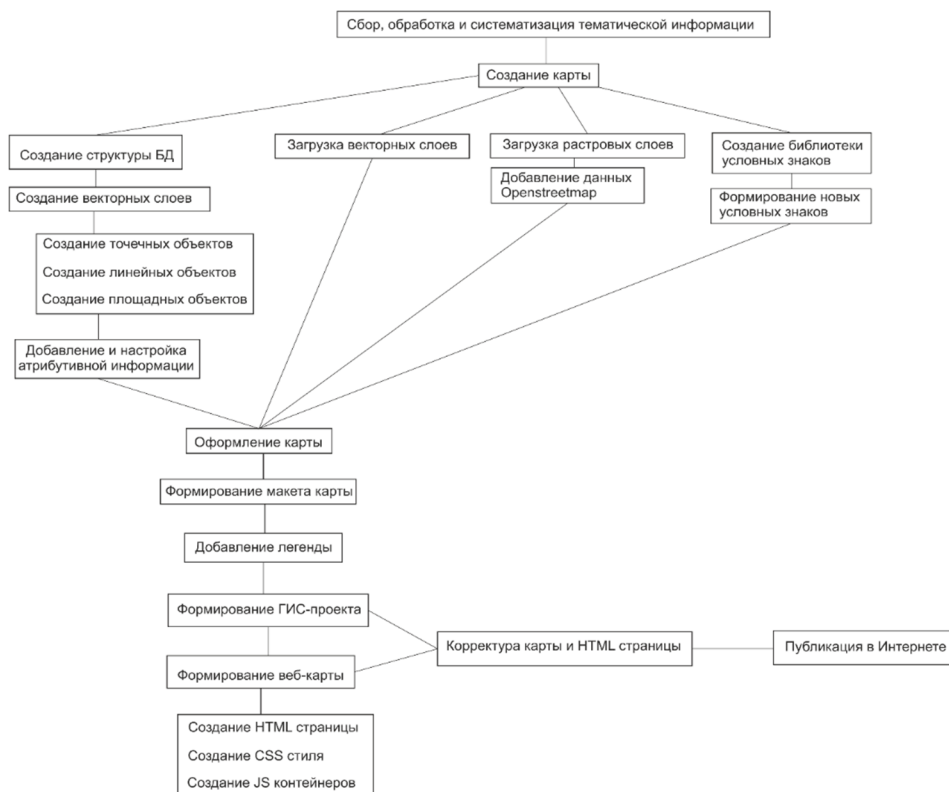 Сбор, обработка и систематизация тематической информации
Создание карты
Создание структуры БД
Загрузка векторных слоев
Загрузка растровых слоев
Создание библиотеки
условных знаков
Добавление данных
Openstreetmap
Создание векторных слоев
Формирование новых
условных знаков
Создание точечных объектов
Создание линейных объектов
Создание площадных объектов
Добавление и настройка
атрибутивной информации
Оформление карты
Формирование макета карты
Добавление легенды
Формирование ГИС-проекта
Корректура карты и HTML страницы
Публикация в Интернете
Формирование веб-карты
Создание HTML страницы
Создание CSS стиля
Создание JS контейнеров